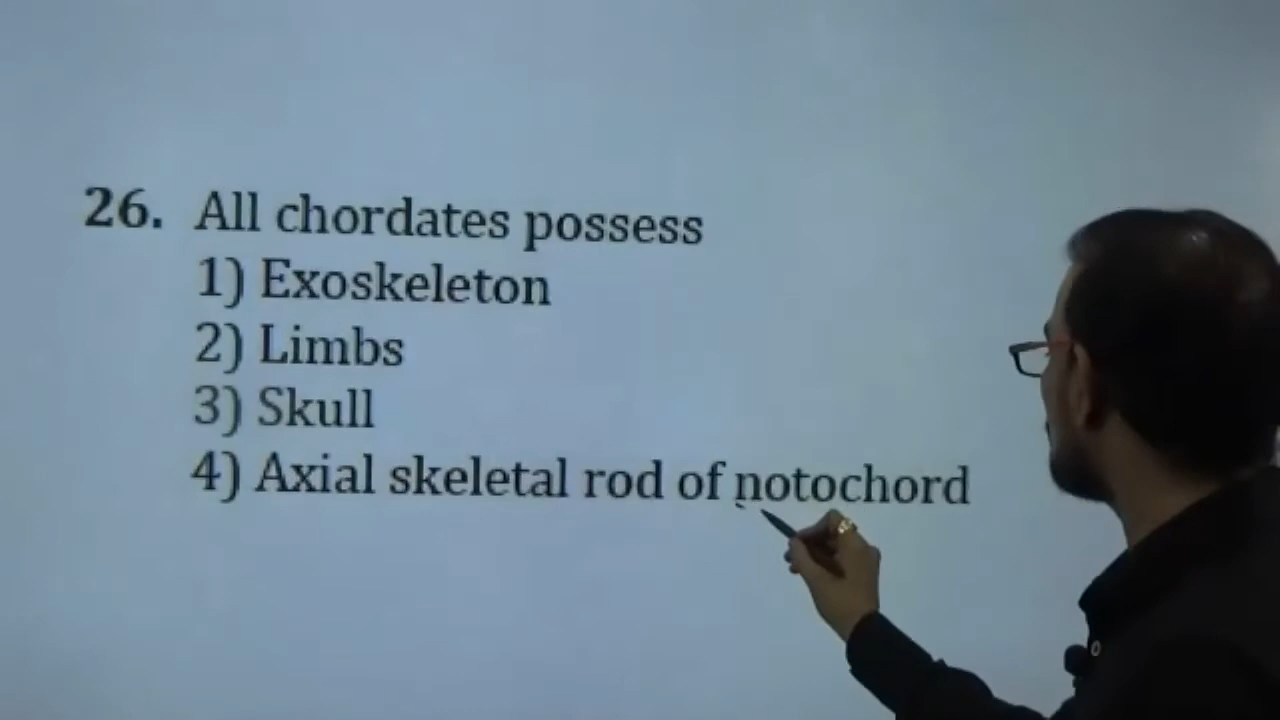 26. All chordates possess
1) Exoskeleton
2) Limbs
3) Skull
4) Axial skeletal rod of notochord